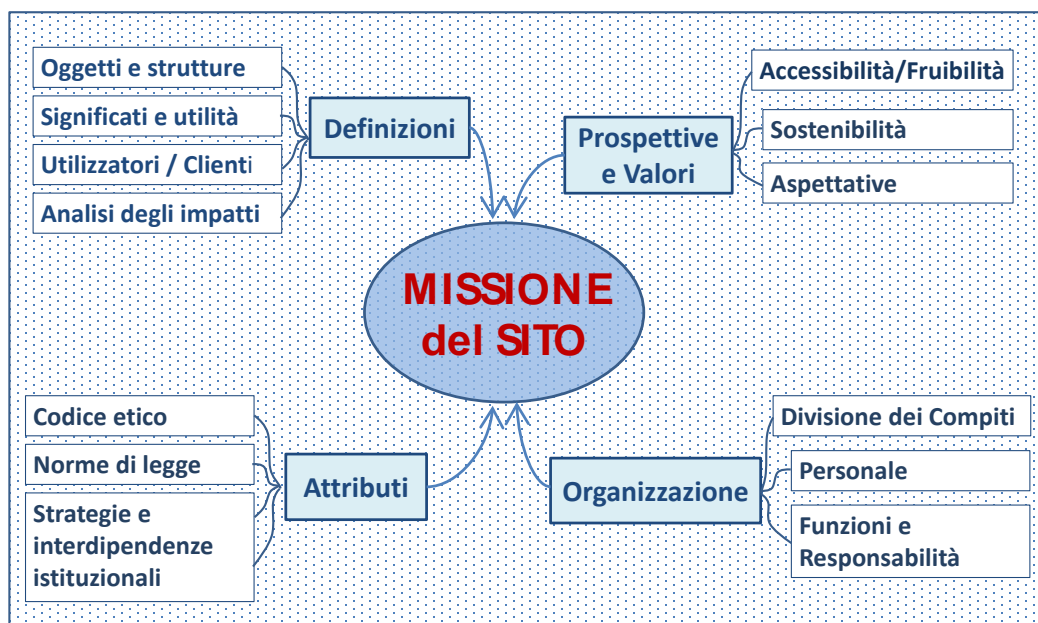 Oggetti e strutture
Significati e utilità
Utilizzatori / Clienti
Analisi degli impatti
Definizioni
Prospettive
e Valori
Accessibilità/Fruibilità
Sostenibilità
Aspettative
MISSIONE
del SITO
Codice etico
Norme di legge
Strategie e
interdipendenze
istituzionali
Attributi
Organizzazione
Divisione dei Compiti
Personale
Funzioni e
Responsabilità